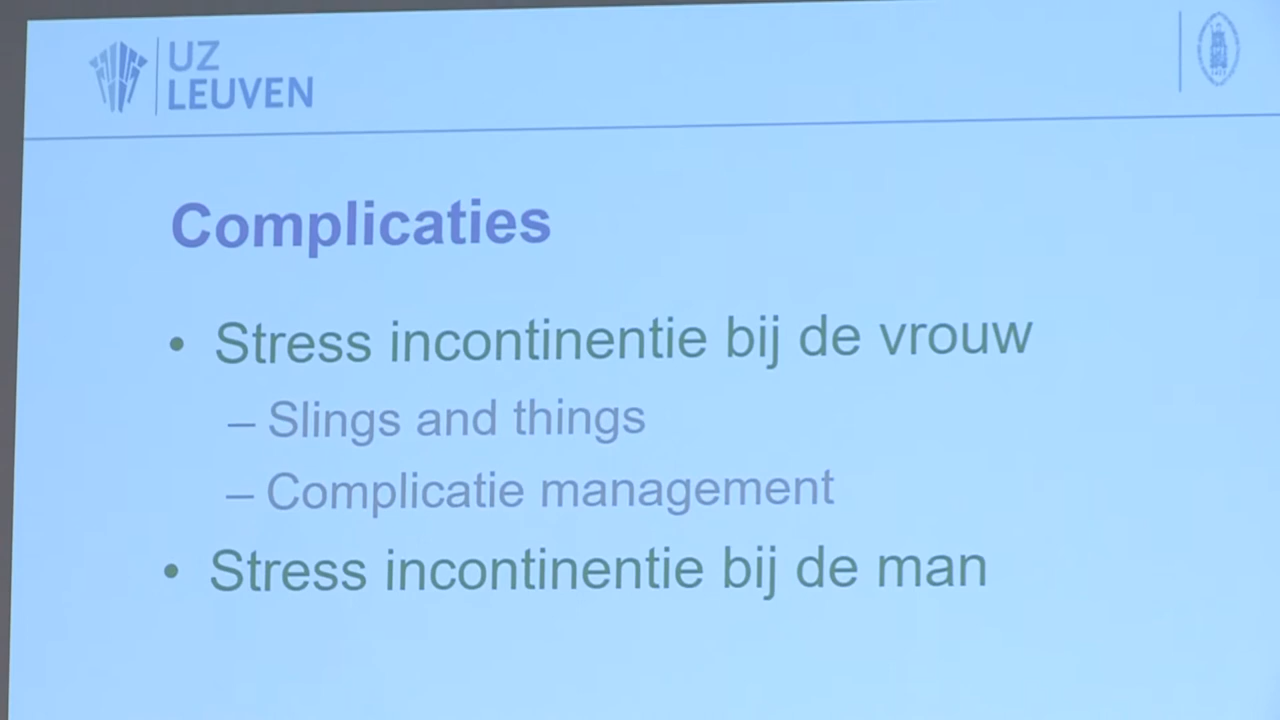 UZ
LEUVEN
Complicaties
• Stress incontinentie bij de vrouw
– Slings and things
– Complicatie management
• Stress incontinentie bij de man